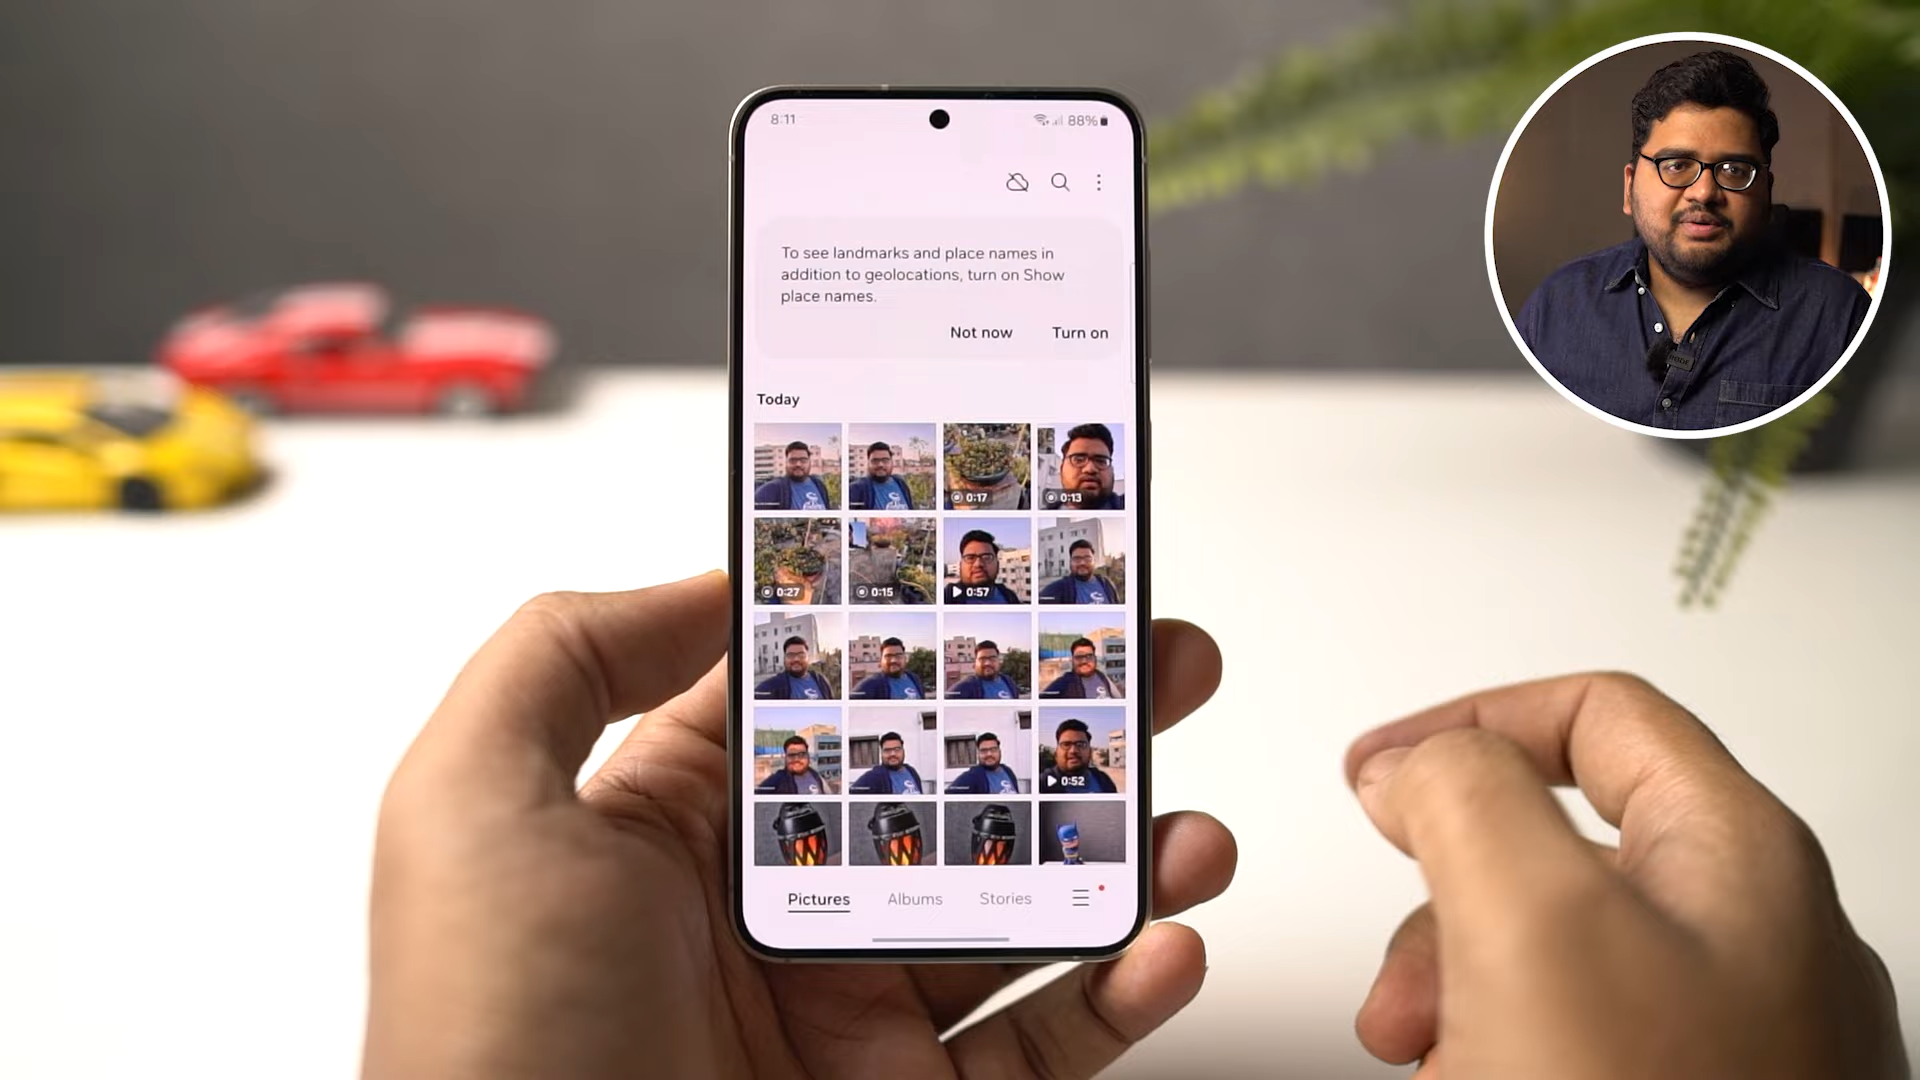 8:11
88%
To see landmarks and place names in
addition to geolocations, turn on Show
place names.
Not now Turn on
Today
0:17 0:13
0:27 0:15 0:57
0:52
Pictures Albums Stories
RODE